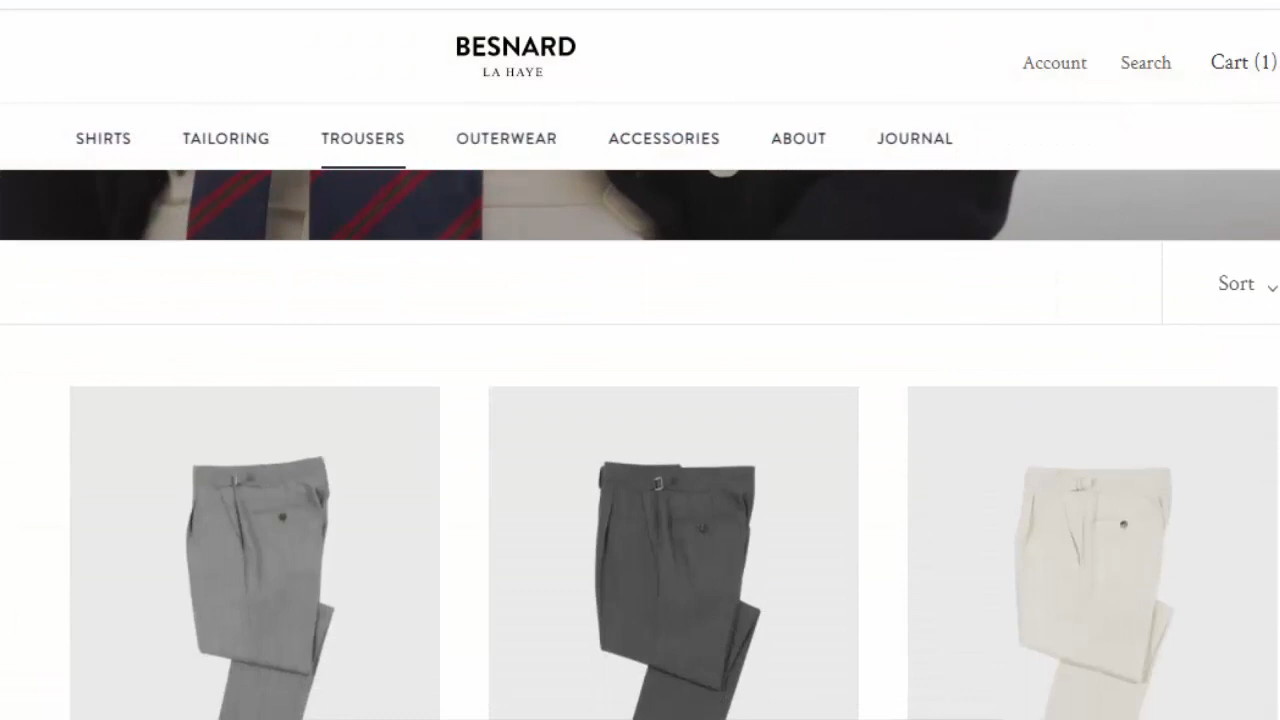 BESNARD
LA HAYE
Account Search Cart (1)
SHIRTS TAILORING TROUSERS OUTERWEAR ACCESSORIES ABOUT JOURNAL
Sort